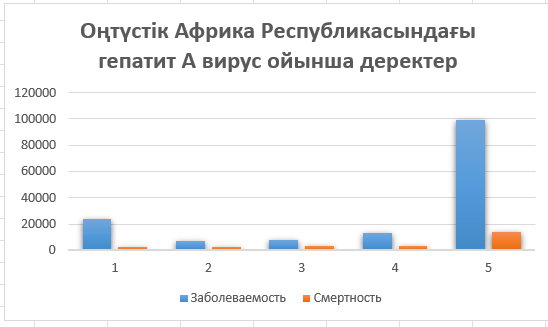 Оңтүстік Африка Республикасындағы
гепатит А вирус ойынша деректер
120000
100000
80000
60000
40000
20000
0
1 2 3 4 5
Заболеваемость Смертность